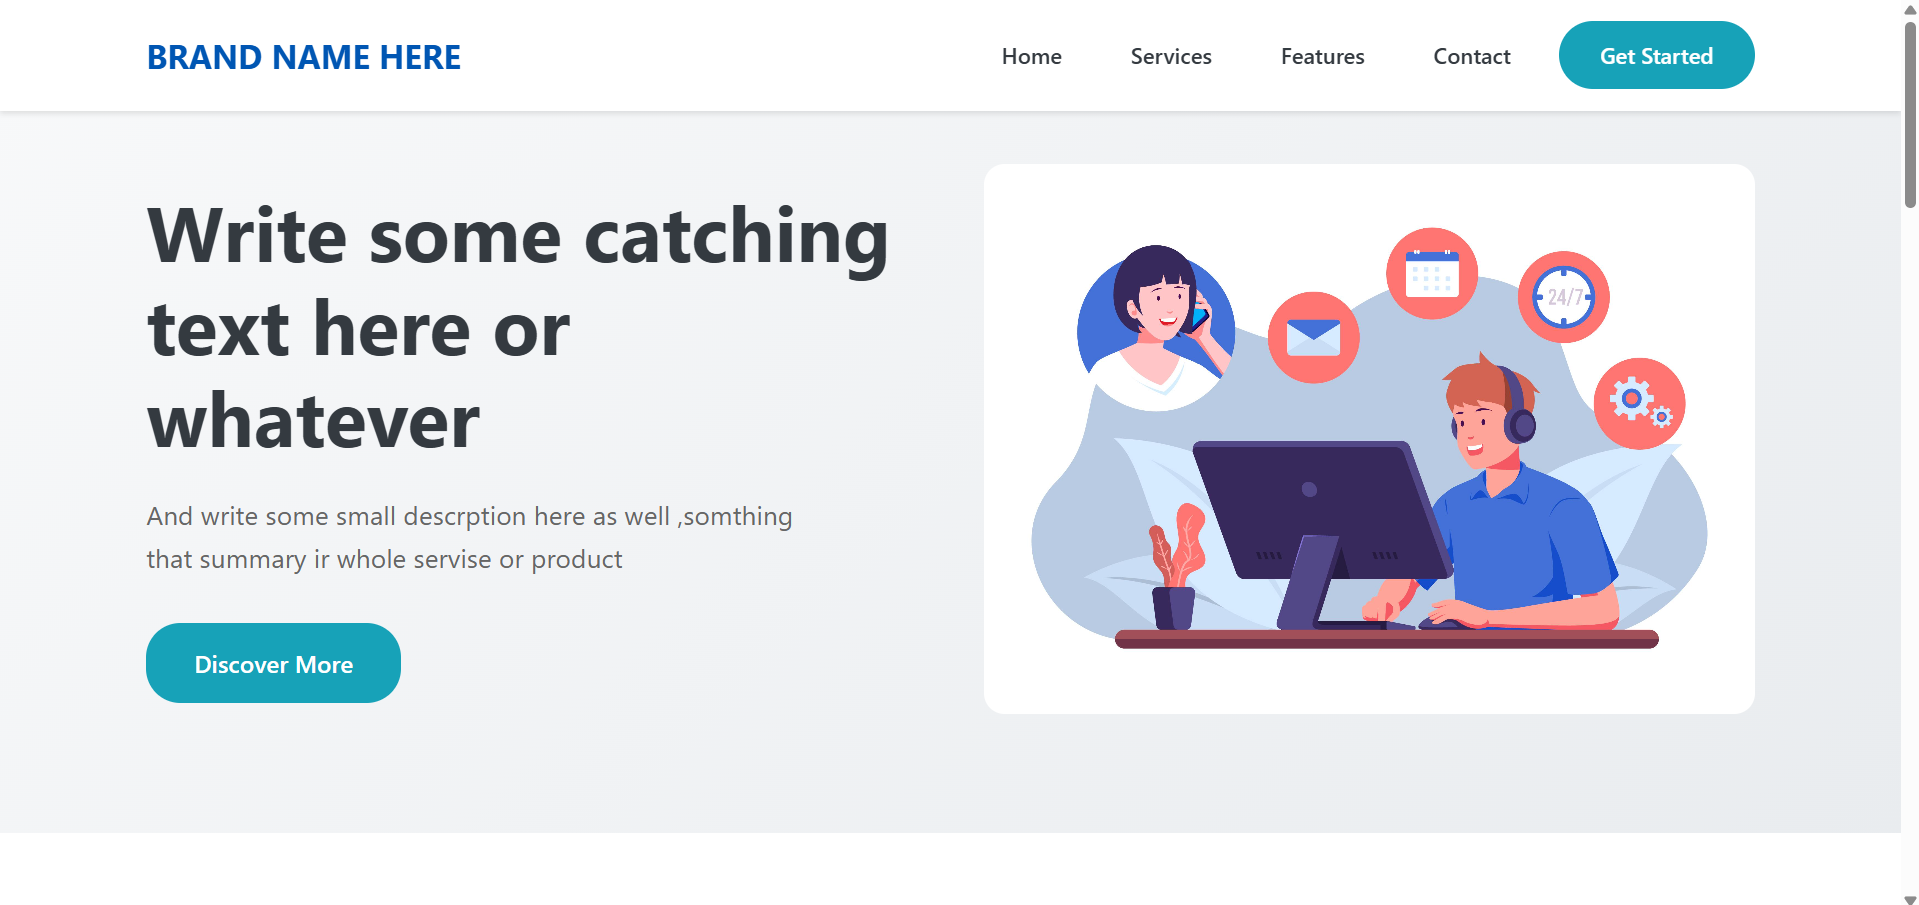 BRAND NAME HERE
Home Services Features Contact Get Started
Write some catching
text here or
whatever
24/7
And write some small descrption here as well ,somthing
that summary ir whole servise or product
Discover More